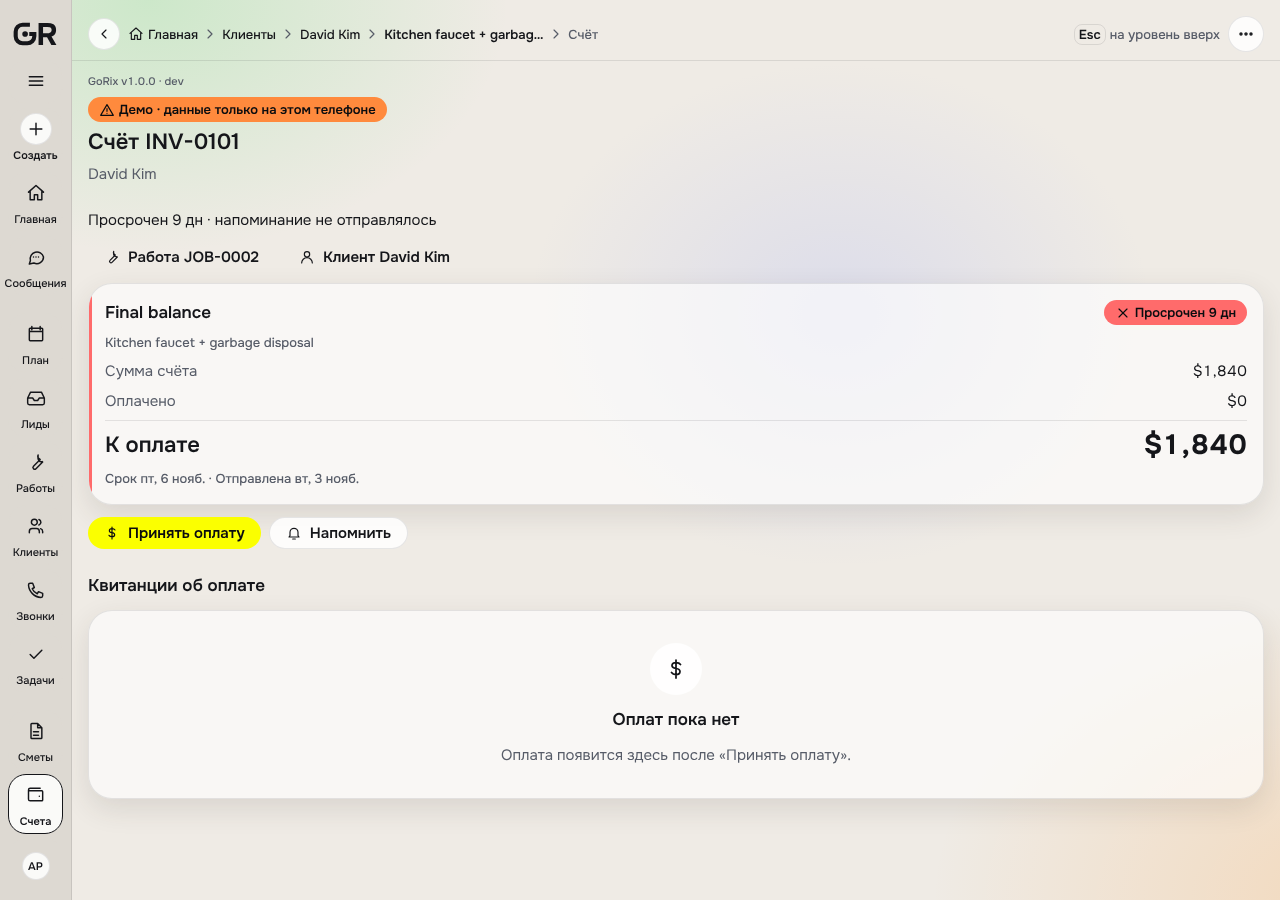 GR
Главная
Клиенты
David Kim
Kitchen faucet + garbag...
Счёт
Esc на уровень вверх
GoRix v1.0.0 · dev
Демо · данные только на этом телефоне
Счёт INV-0101
David Kim
Просрочен 9 дн · напоминание не отправлялось
Работа JOB-0002
Клиент David Kim
Final balance
Просрочен 9 дн
Kitchen faucet + garbage disposal
Сумма счёта $1,840
Оплачено $0
К оплате $1,840
Срок пт, 6 нояб. · Отправлена вт, 3 нояб.
$ Принять оплату
Напомнить
Квитанции об оплате
$
Оплат пока нет
Оплата появится здесь после «Принять оплату».
Создать
Главная
Сообщения
План
Лиды
Работы
Клиенты
Звонки
Задачи
Сметы
Счета
AP